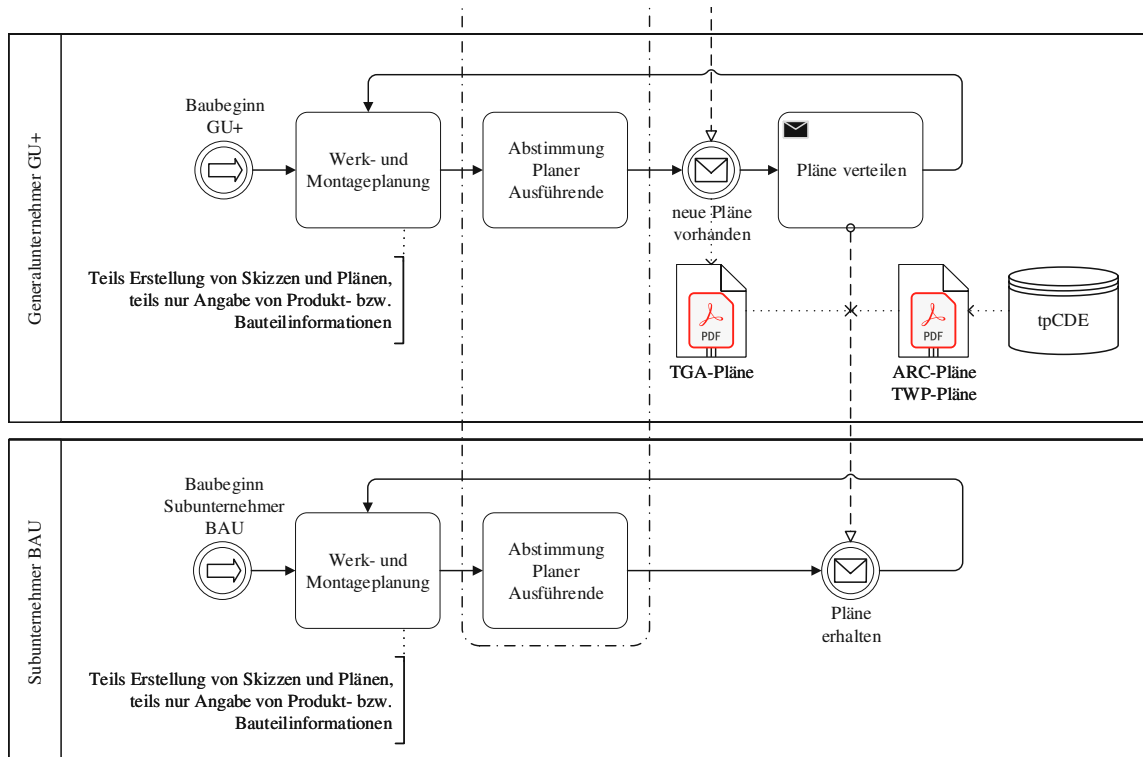 Generalunternehmer GU+
Baubeginn
GU+
Werk- und
Montageplanung
Abstimmung
Planer
Ausführende
neue Pläne
vorhanden
Pläne verteilen
Teils Erstellung von Skizzen und Plänen,
teils nur Angabe von Produkt- bzw.
Bauteilinformationen
PDF
TGA-Pläne
PDF
ARC-Pläne
TWP-Pläne
tpCDE
Subunternehmer BAU
Baubeginn
Subunternehmer
BAU
Werk- und
Montageplanung
Abstimmung
Planer
Ausführende
Pläne
erhalten
Teils Erstellung von Skizzen und Plänen,
teils nur Angabe von Produkt- bzw.
Bauteilinformationen